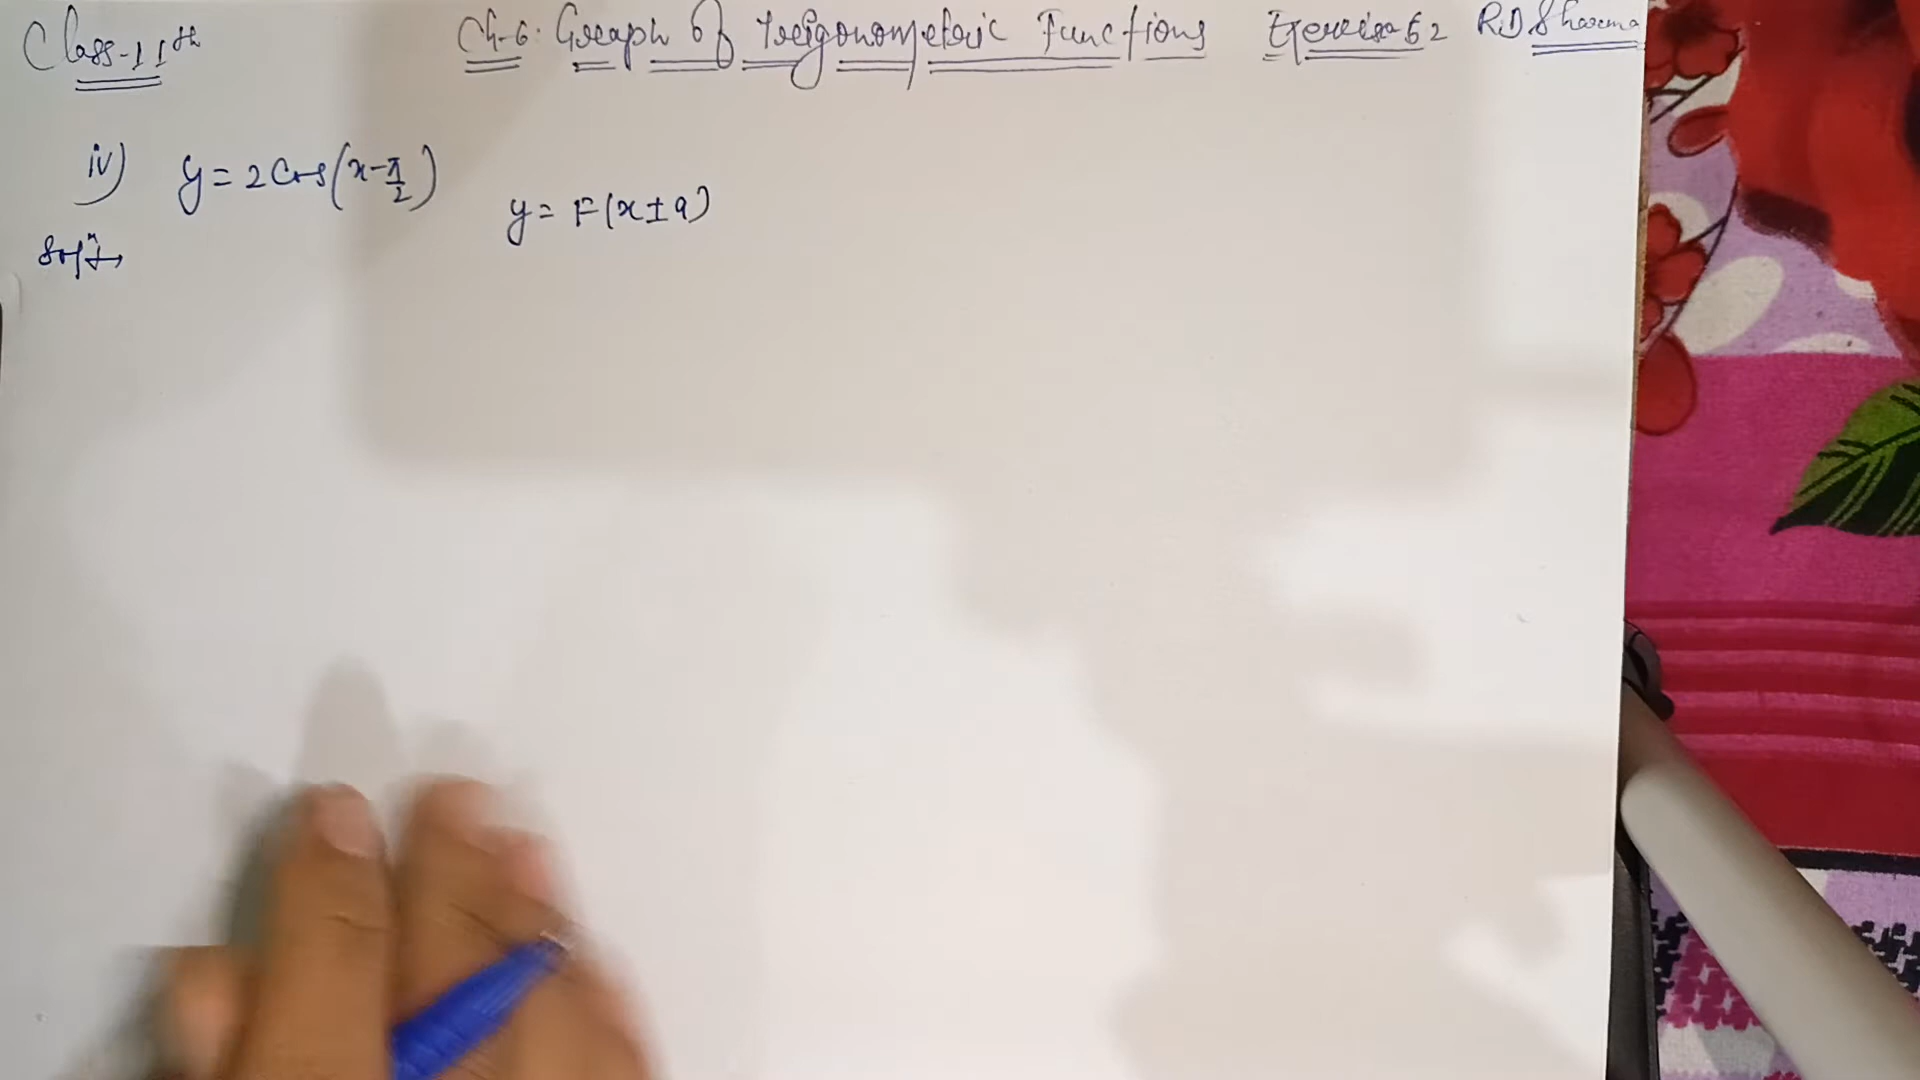 Class-11th Ch-6: Graph of Trigonometric Functions Exercise 6.2 R.D. Sharma
iv) y = 2 Cos(x - π/2)
y = F(x ± a)
Solⁿ→